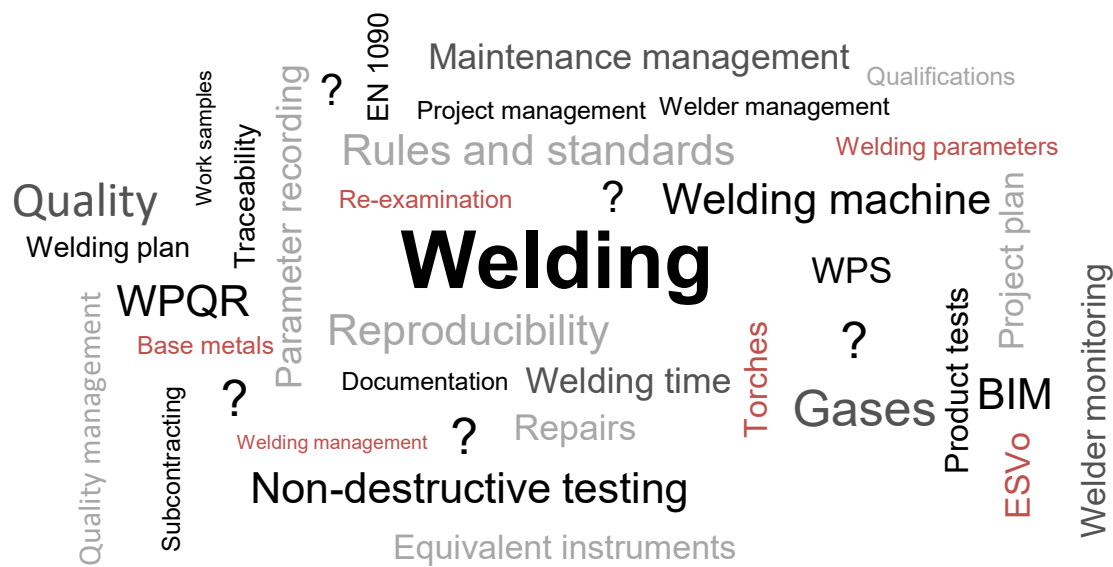 EN 1090
Maintenance management
Qualifications
Work samples
?
Project management
Welder management
Parameter recording
Traceability
Rules and standards
Welding parameters
Quality
Re-examination
?
Welding machine
Project plan
Welding plan
Welding
WPS
WPQR
Reproducibility
?
Torches
Product tests
Welder monitoring
Base metals
Quality management
Documentation
Welding time
?
Gases
BIM
Subcontracting
Welding management
?
Repairs
ESVo
Non-destructive testing
Equivalent instruments